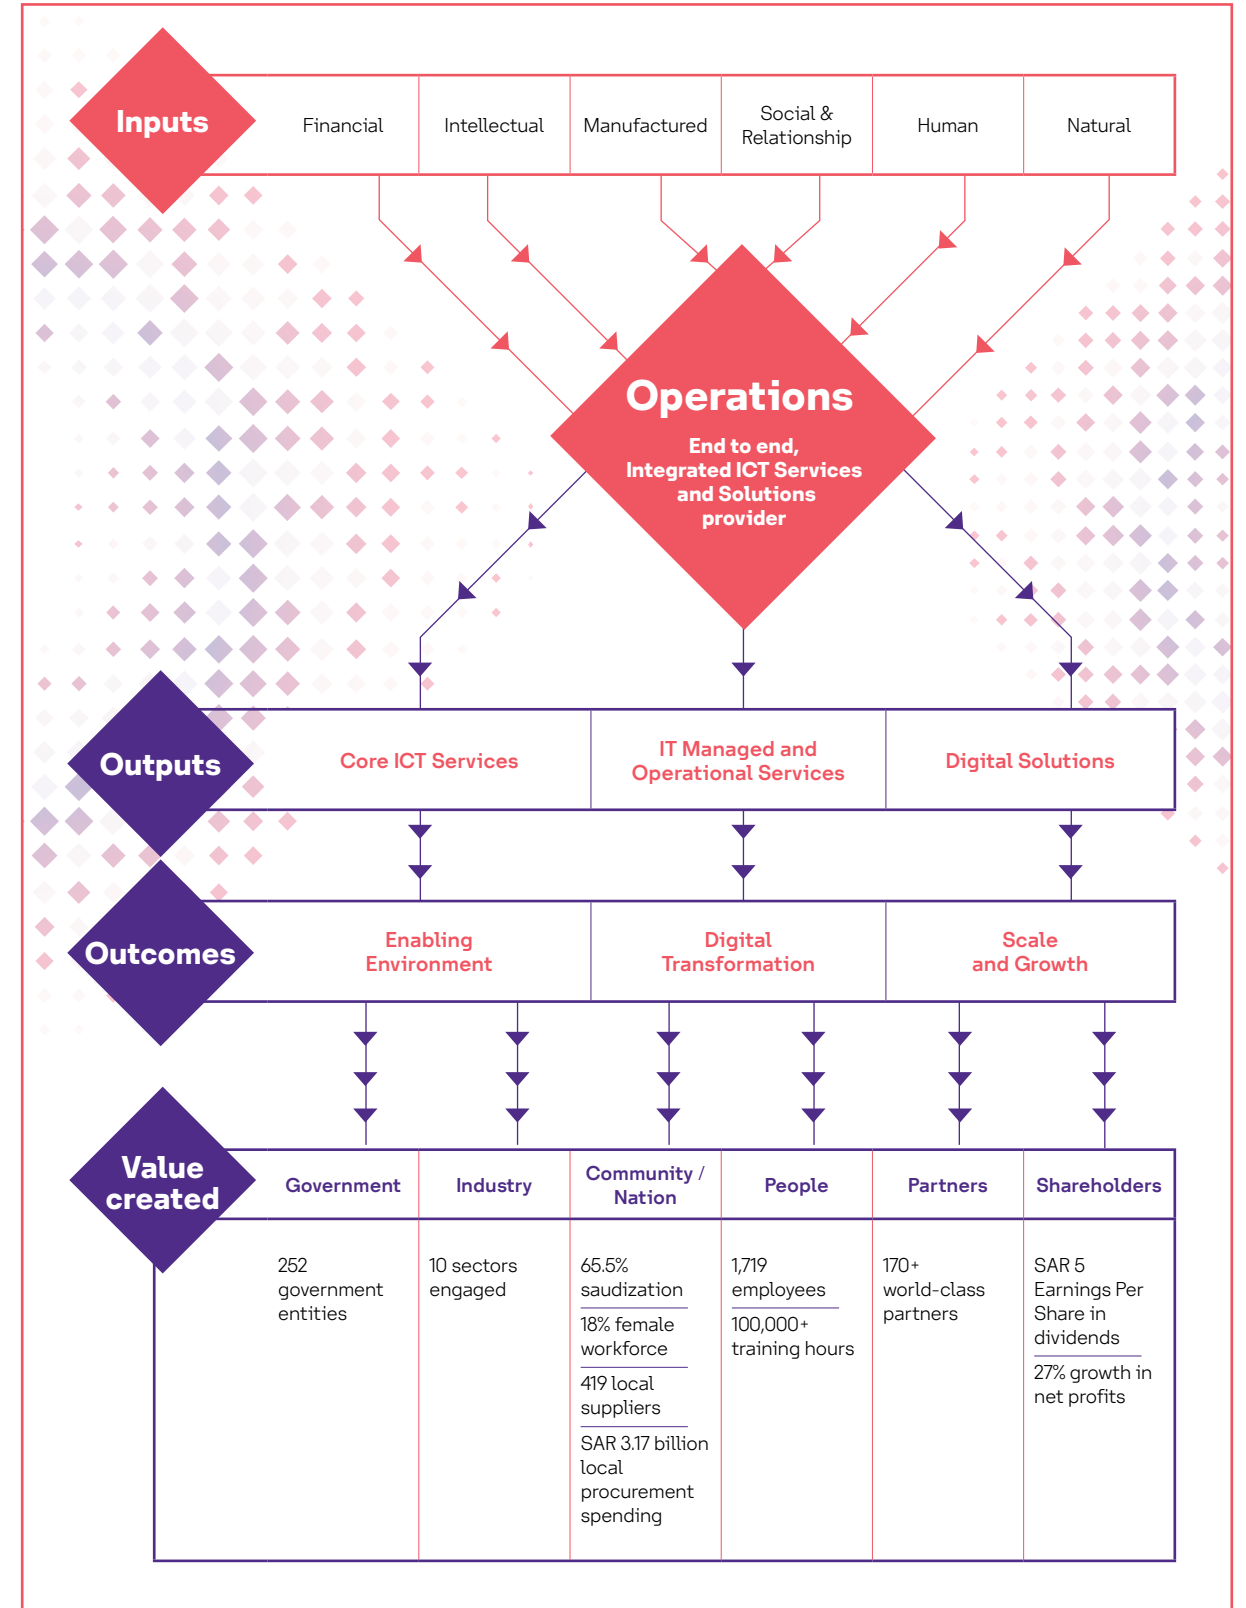 Inputs
Financial
Intellectual
Manufactured
Social &
Relationship
Human
Natural
Operations
End to end,
Integrated ICT Services
and Solutions
provider
Outputs
Core ICT Services
IT Managed and
Operational Services
Digital Solutions
Outcomes
Enabling
Environment
Digital
Transformation
Scale
and Growth
Value
created
Government
Industry
Community /
Nation
People
Partners
Shareholders
252
government
entities
10 sectors
engaged
65.5%
saudization
18% female
workforce
419 local
suppliers
SAR 3.17 billion
local
procurement
spending
1,719
employees
100,000+
training hours
170+
world-class
partners
SAR 5
Earnings Per
Share in
dividends
27% growth in
net profits